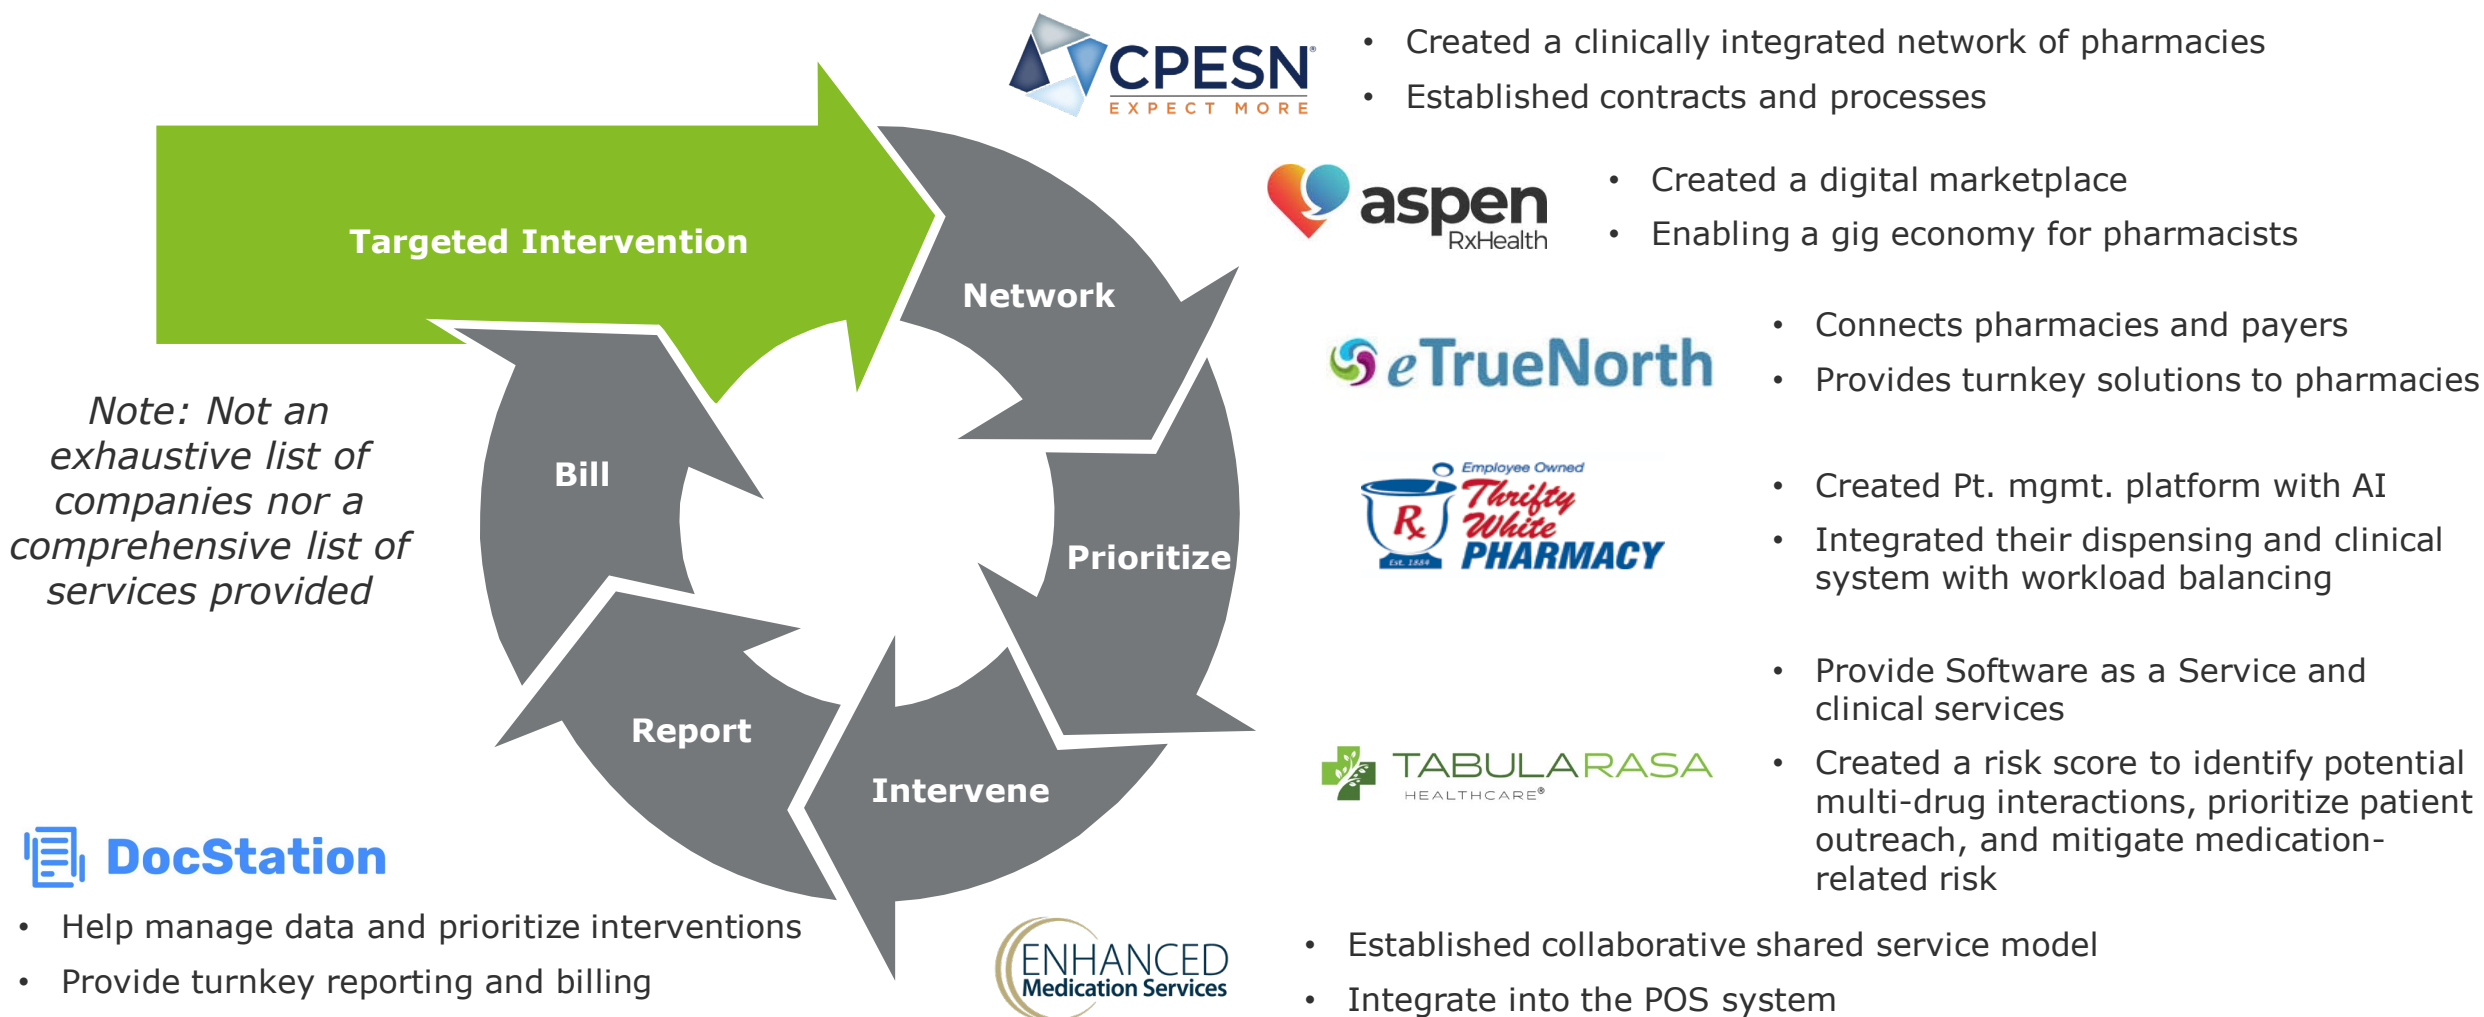 CPESN®
EXPECT MORE
• Created a clinically integrated network of pharmacies
• Established contracts and processes
aspen
RxHealth
• Created a digital marketplace
• Enabling a gig economy for pharmacists
eTrueNorth
• Connects pharmacies and payers
• Provides turnkey solutions to pharmacies
Employee Owned
Rx
Thrifty
White
PHARMACY
Est. 1884
• Created Pt. mgmt. platform with AI
• Integrated their dispensing and clinical
system with workload balancing
TABULARASA
HEALTHCARE®
• Provide Software as a Service and
clinical services
• Created a risk score to identify potential
multi-drug interactions, prioritize patient
outreach, and mitigate medication-
related risk
ENHANCED
Medication Services
• Established collaborative shared service model
• Integrate into the POS system
Targeted Intervention
Network
Prioritize
Intervene
Report
Bill
Note: Not an
exhaustive list of
companies nor a
comprehensive list of
services provided
DocStation
• Help manage data and prioritize interventions
• Provide turnkey reporting and billing